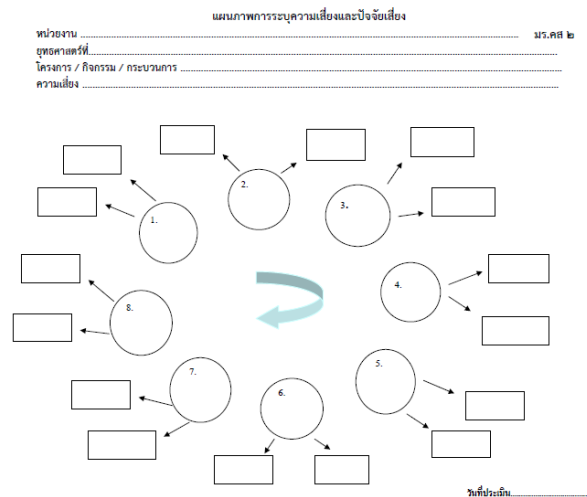 แผนภาพการระบุความเสี่ยงและปัจจัยเสี่ยง
หน่วยงาน ........................................ มร.คส ๒
ยุทธศาสตร์ที่........................................
โครงการ / กิจกรรม / กระบวนการ ........................................
ความเสี่ยง ........................................
1.
2.
3.
4.
5.
6.
7.
8.
วันที่ประเมิน....................